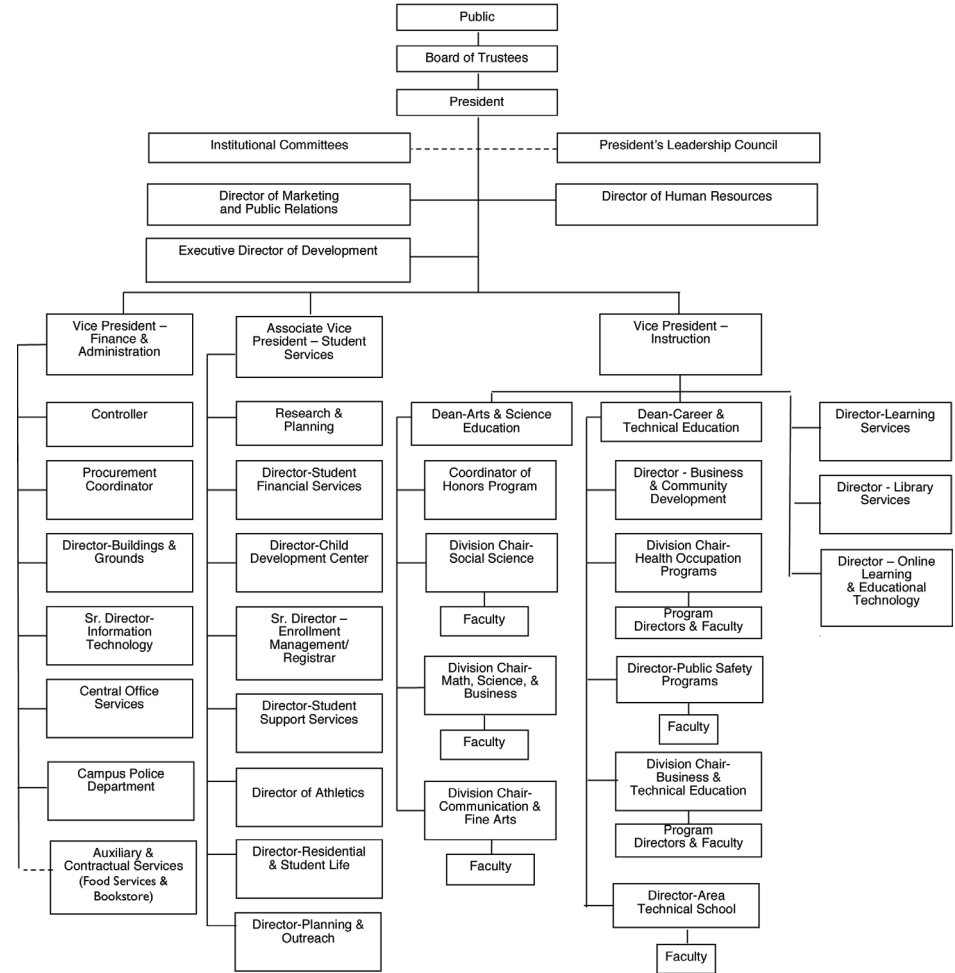 Public
Board of Trustees
President
Institutional Committees
President's Leadership Council
Director of Marketing
and Public Relations
Director of Human Resources
Executive Director of Development
Vice President –
Finance &
Administration
Controller
Procurement
Coordinator
Director-Buildings &
Grounds
Sr. Director-
Information
Technology
Central Office
Services
Campus Police
Department
Auxiliary &
Contractual Services
(Food Services &
Bookstore)
Associate Vice
President – Student
Services
Research &
Planning
Director-Student
Financial Services
Director-Child
Development Center
Sr. Director –
Enrollment
Management/
Registrar
Director-Student
Support Services
Director of Athletics
Director-Residential
& Student Life
Director-Planning &
Outreach
Vice President –
Instruction
Dean-Arts & Science
Education
Coordinator of
Honors Program
Division Chair-
Social Science
Faculty
Division Chair-
Math, Science, &
Business
Faculty
Division Chair-
Communication &
Fine Arts
Faculty
Dean-Career &
Technical Education
Director - Business
& Community
Development
Division Chair-
Health Occupation
Programs
Program
Directors & Faculty
Director-Public Safety
Programs
Faculty
Division Chair-
Business &
Technical Education
Program
Directors & Faculty
Director-Area
Technical School
Faculty
Director-Learning
Services
Director - Library
Services
Director – Online
Learning
& Educational
Technology